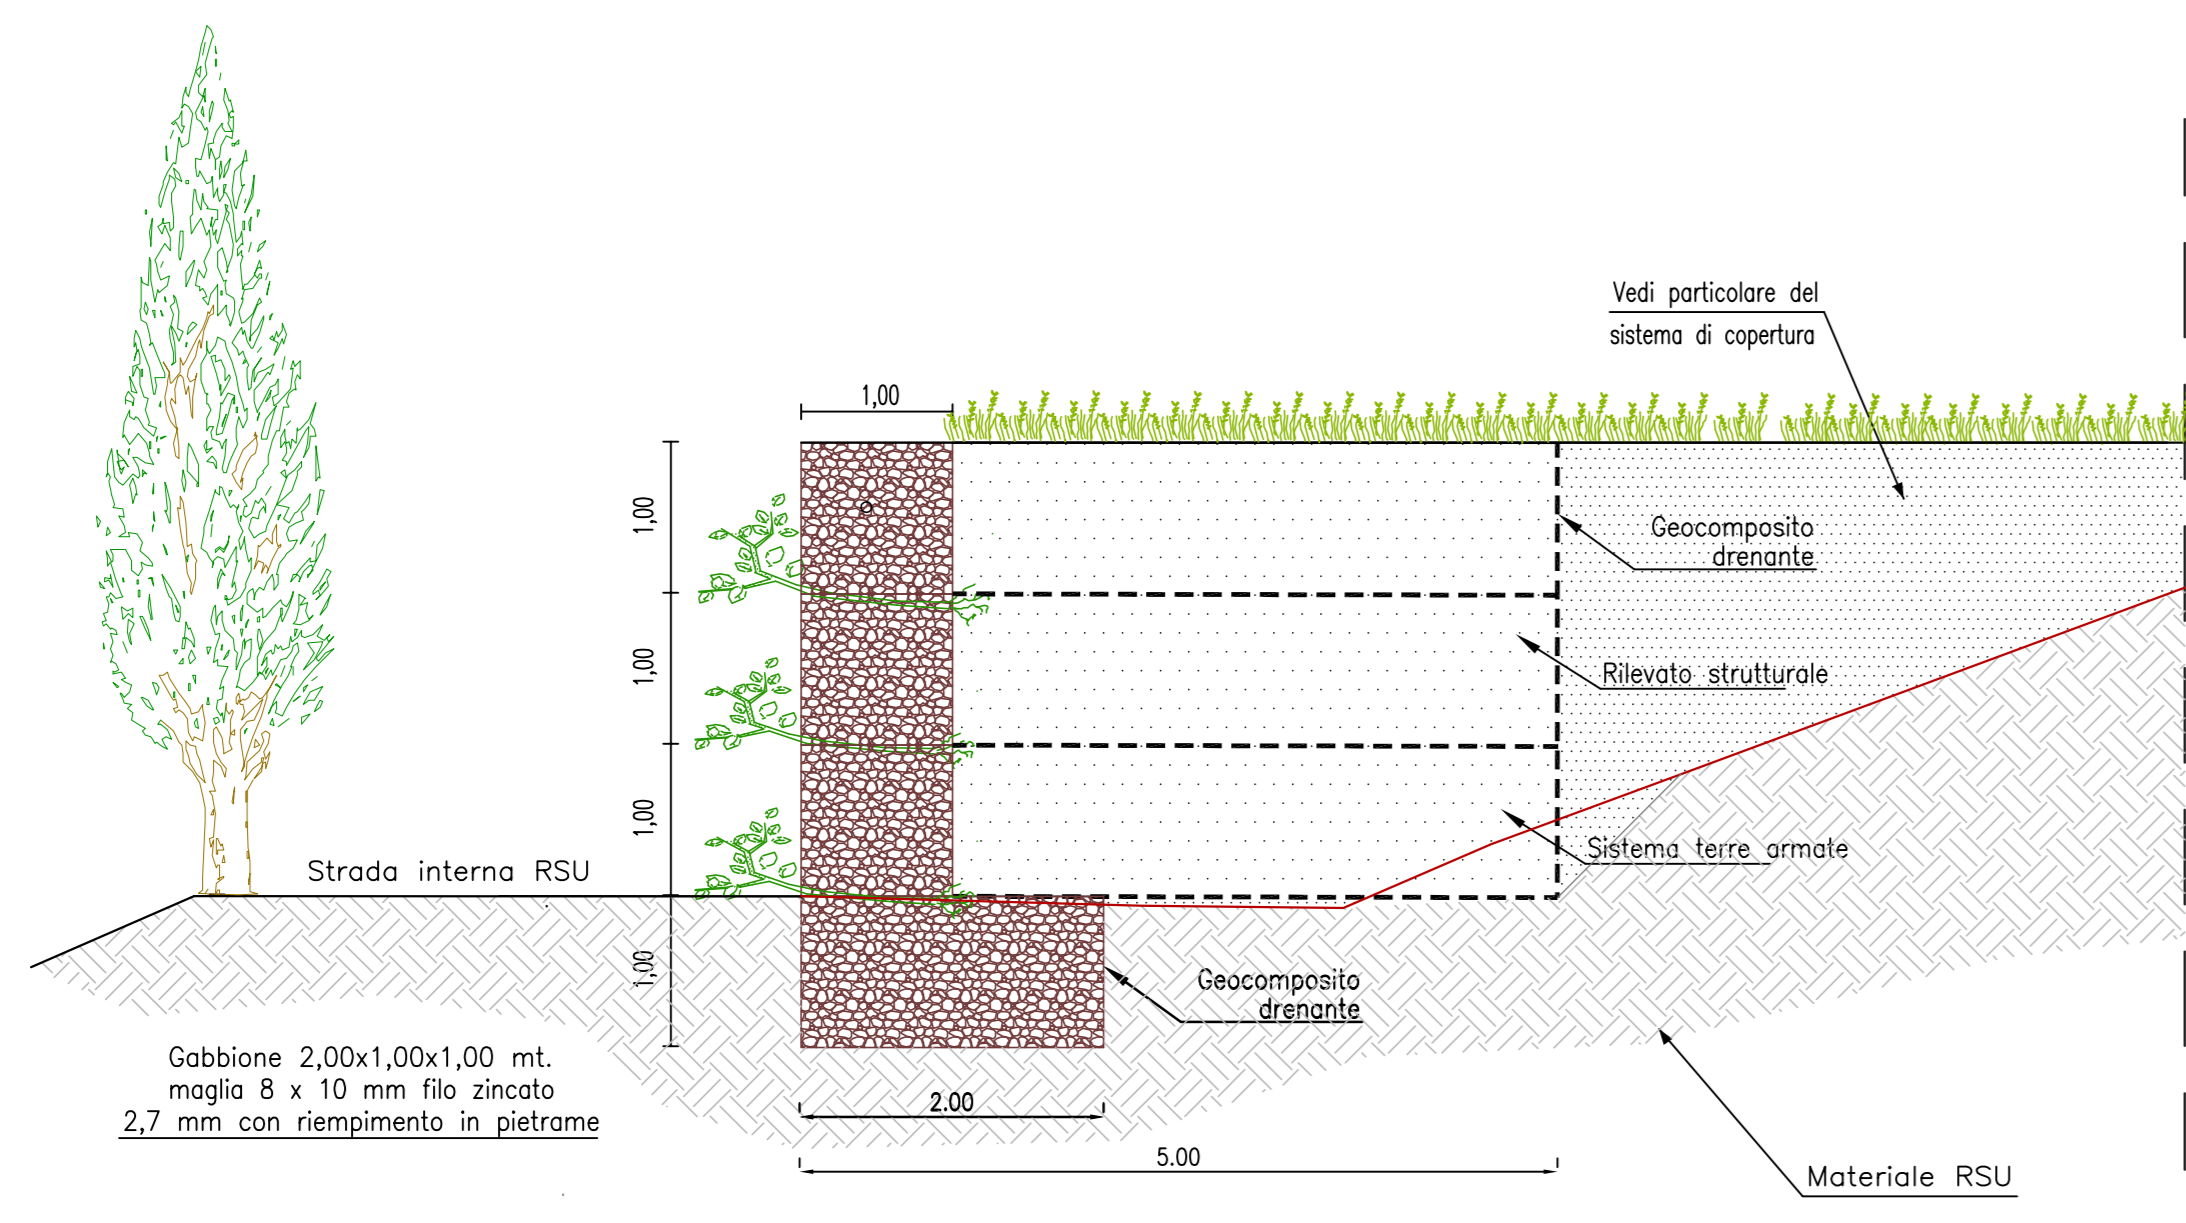 Vedi particolare del
sistema di copertura
1,00
1,00
Geocomposito
drenante
1,00
Rilevato strutturale
1,00
Sistema terre armate
Strada interna RSU
1,00
Geocomposito
drenante
Gabbione 2,00x1,00x1,00 mt.
maglia 8 x 10 mm filo zincato
2,7 mm con riempimento in pietrame
2.00
5.00
Materiale RSU